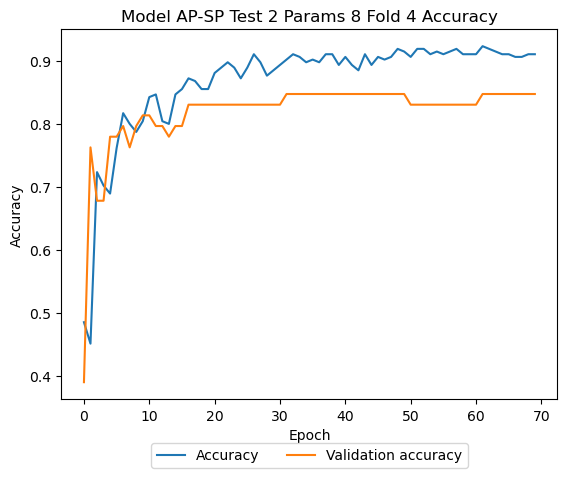 Model AP-SP Test 2 Params 8 Fold 4 Accuracy
Accuracy
0.9
0.8
0.7
0.6
0.5
0.4
0 10 20 30 40 50 60 70
Epoch
Accuracy Validation accuracy